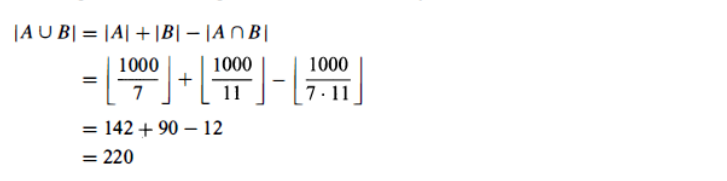 |A ∪ B| = |A| + |B| − |A ∩ B|
= ⌊1000/7⌋ + ⌊1000/11⌋ − ⌊1000/7 · 11⌋
= 142 + 90 − 12
= 220